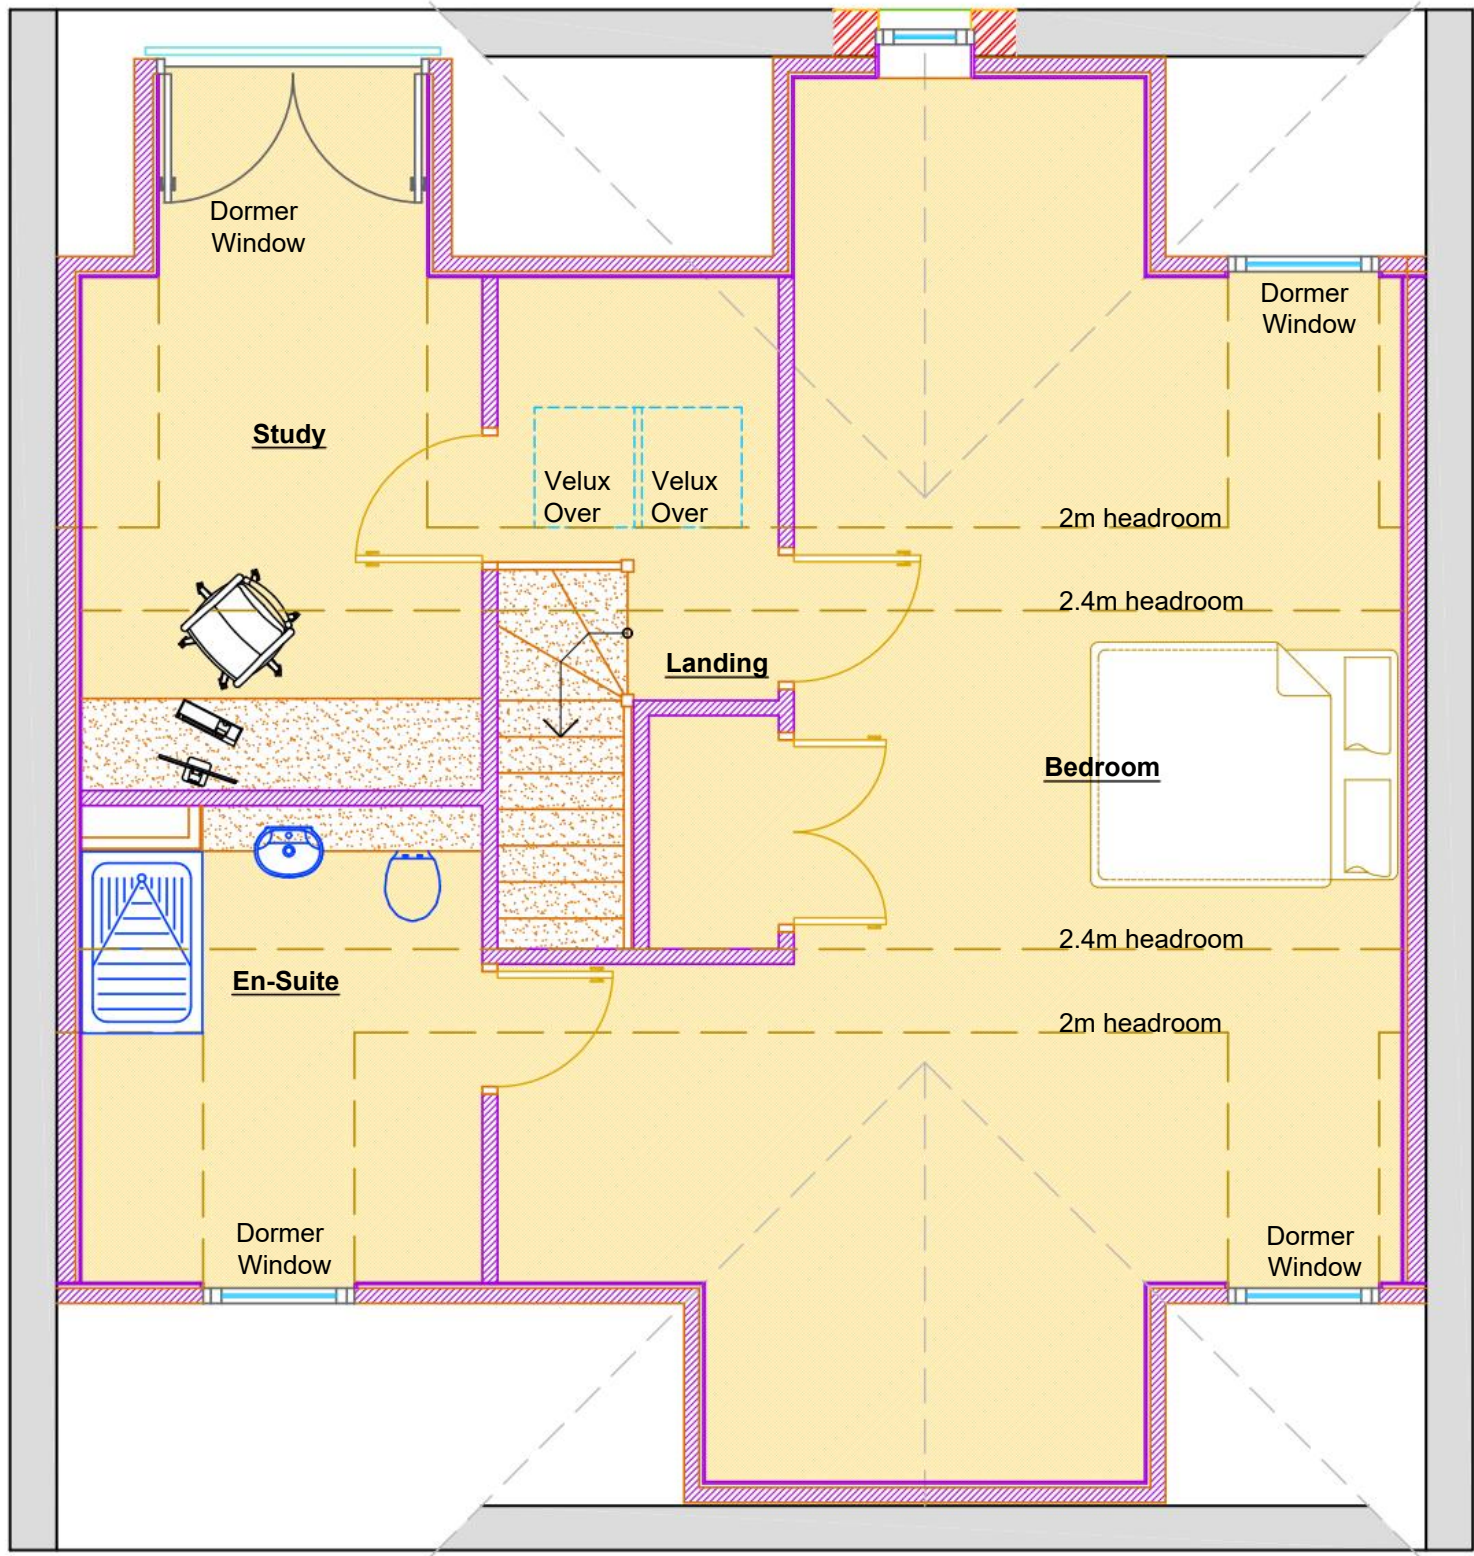 Dormer
Window
Dormer
Window
Study
Velux
Over
Velux
Over
2m headroom
2.4m headroom
Landing
Bedroom
2.4m headroom
En-Suite
2m headroom
Dormer
Window
Dormer
Window